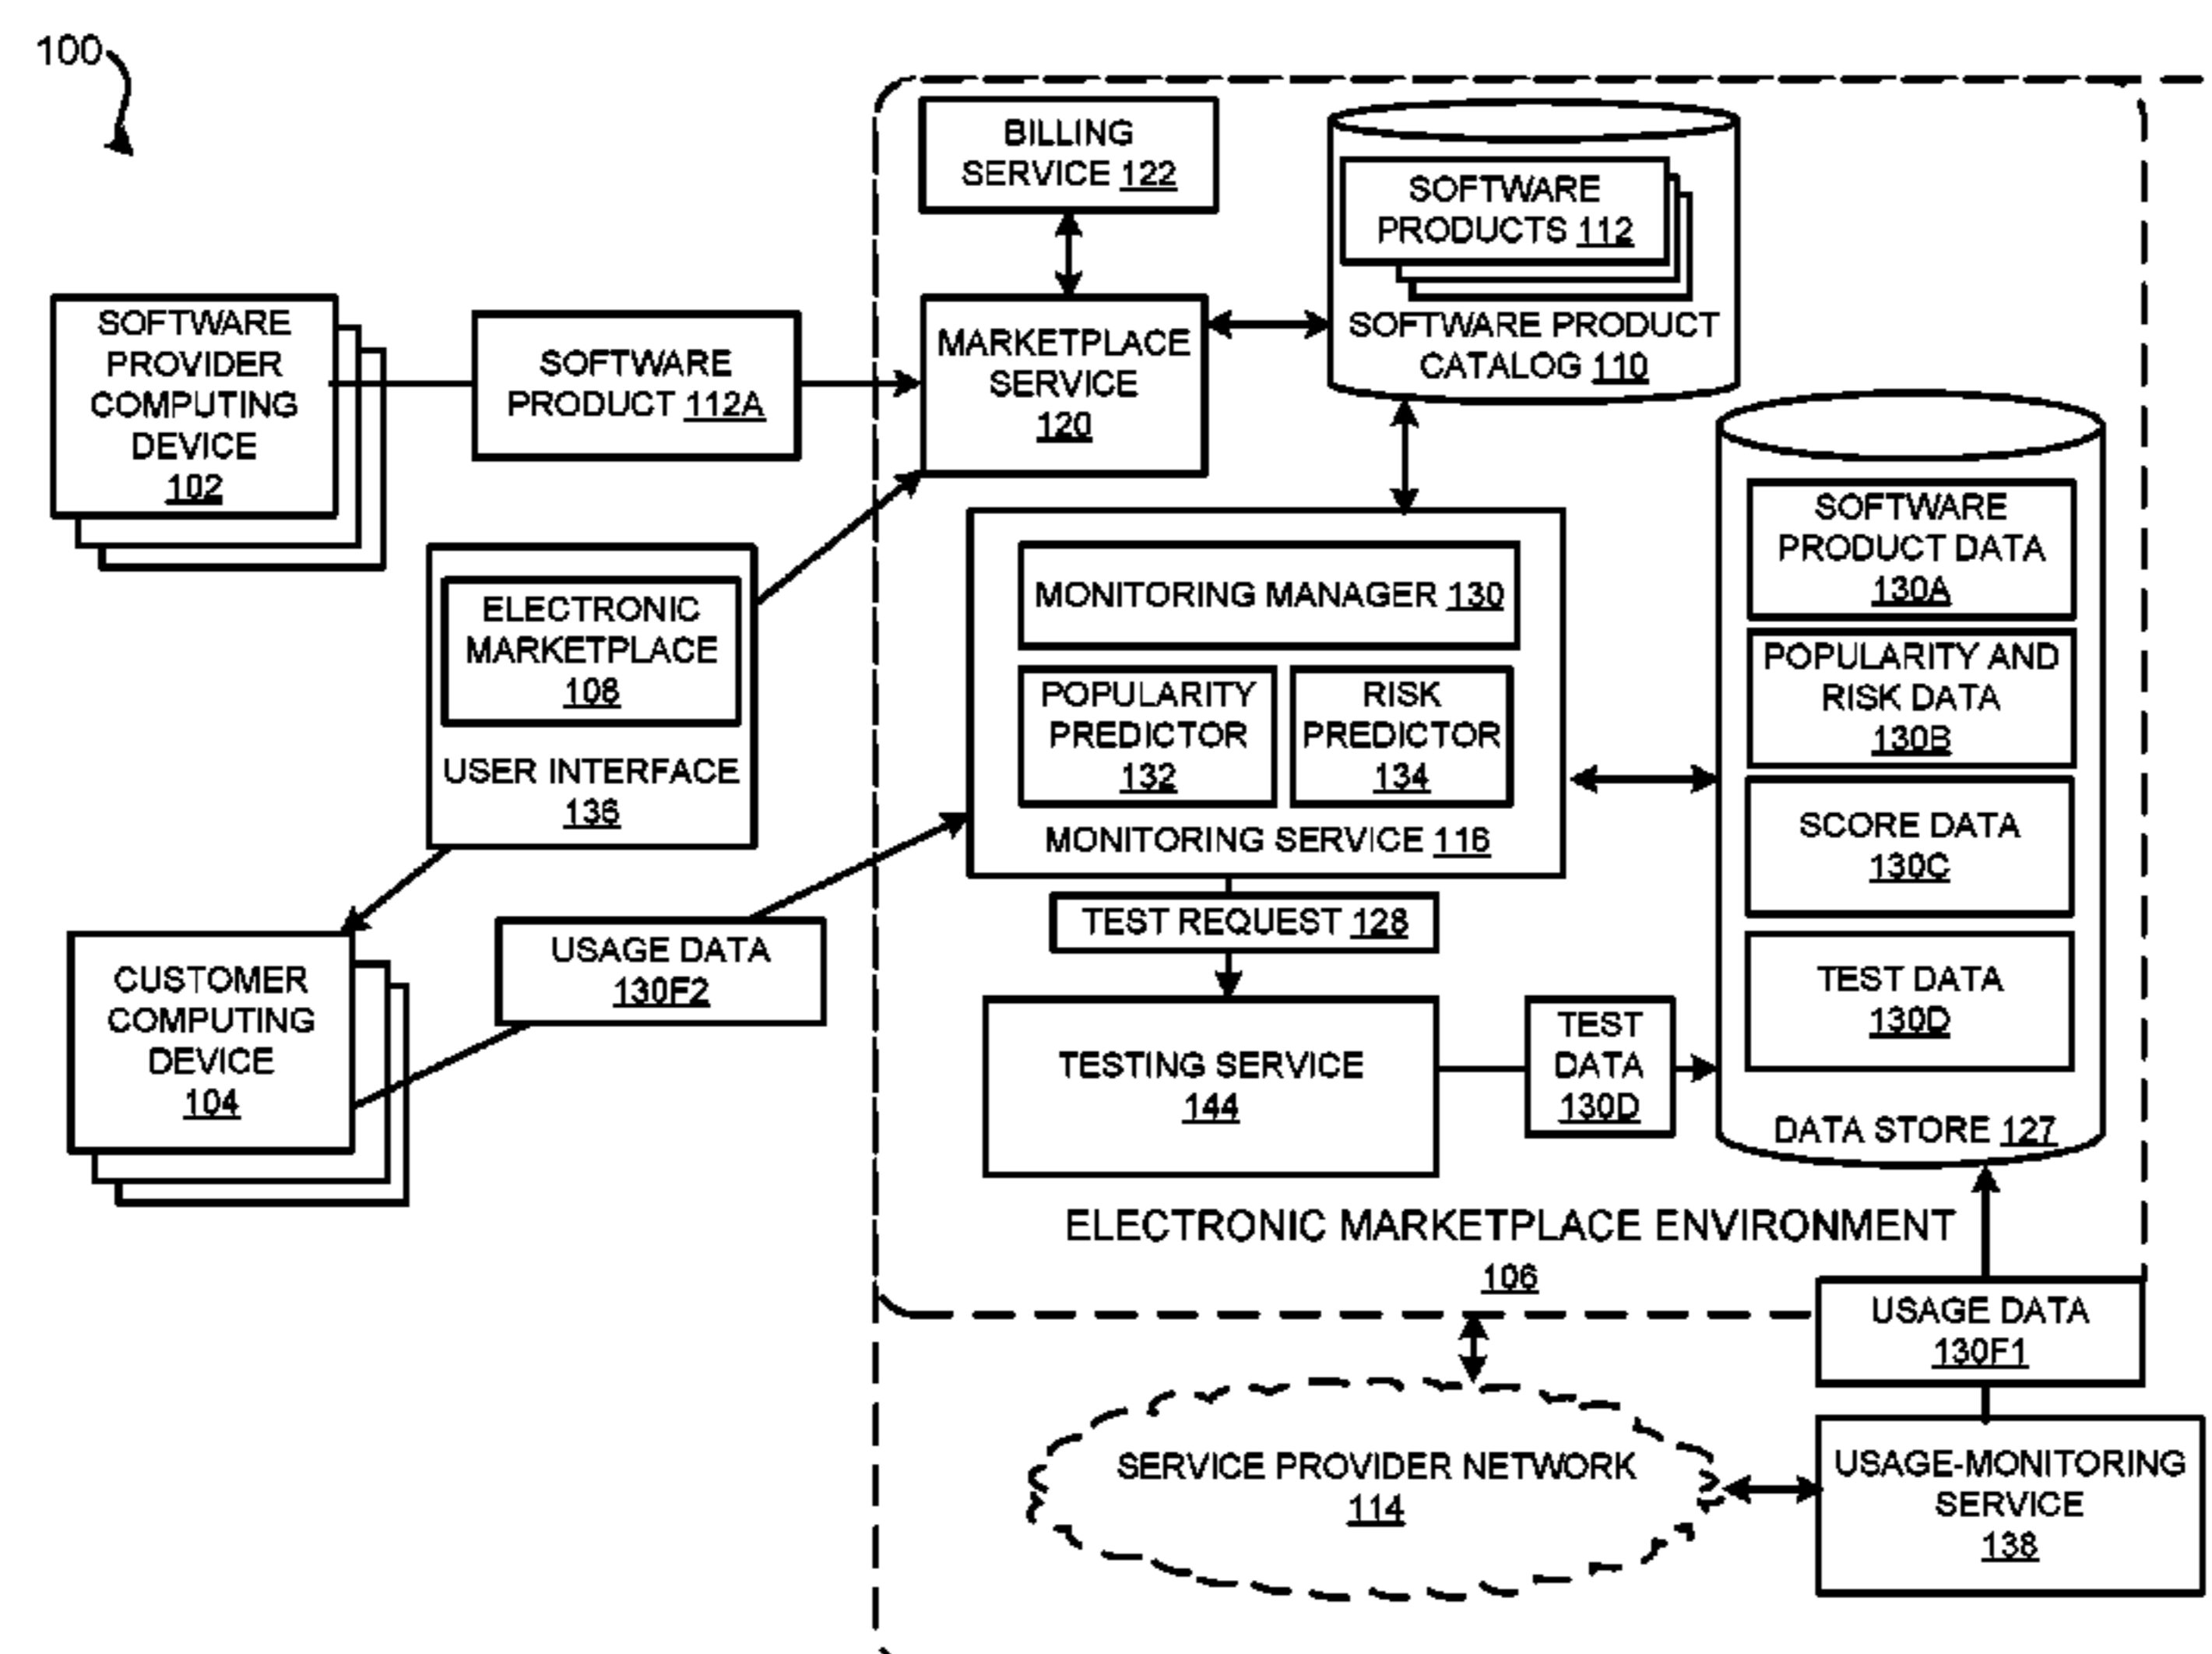 100
BILLING
SERVICE 122
SOFTWARE
PRODUCTS 112
SOFTWARE PRODUCT
CATALOG 110
SOFTWARE
PROVIDER
COMPUTING
DEVICE
102
SOFTWARE
PRODUCT 112A
MARKETPLACE
SERVICE
120
ELECTRONIC
MARKETPLACE
108
USER INTERFACE
136
MONITORING MANAGER 130
POPULARITY
PREDICTOR
132
RISK
PREDICTOR
134
MONITORING SERVICE 116
SOFTWARE
PRODUCT DATA
130A
POPULARITY AND
RISK DATA
130B
SCORE DATA
130C
TEST DATA
130D
DATA STORE 127
CUSTOMER
COMPUTING
DEVICE
104
USAGE DATA
130F2
TEST REQUEST 128
TESTING SERVICE
144
TEST
DATA
130D
ELECTRONIC MARKETPLACE ENVIRONMENT
106
USAGE DATA
130F1
SERVICE PROVIDER NETWORK
114
USAGE-MONITORING
SERVICE
138